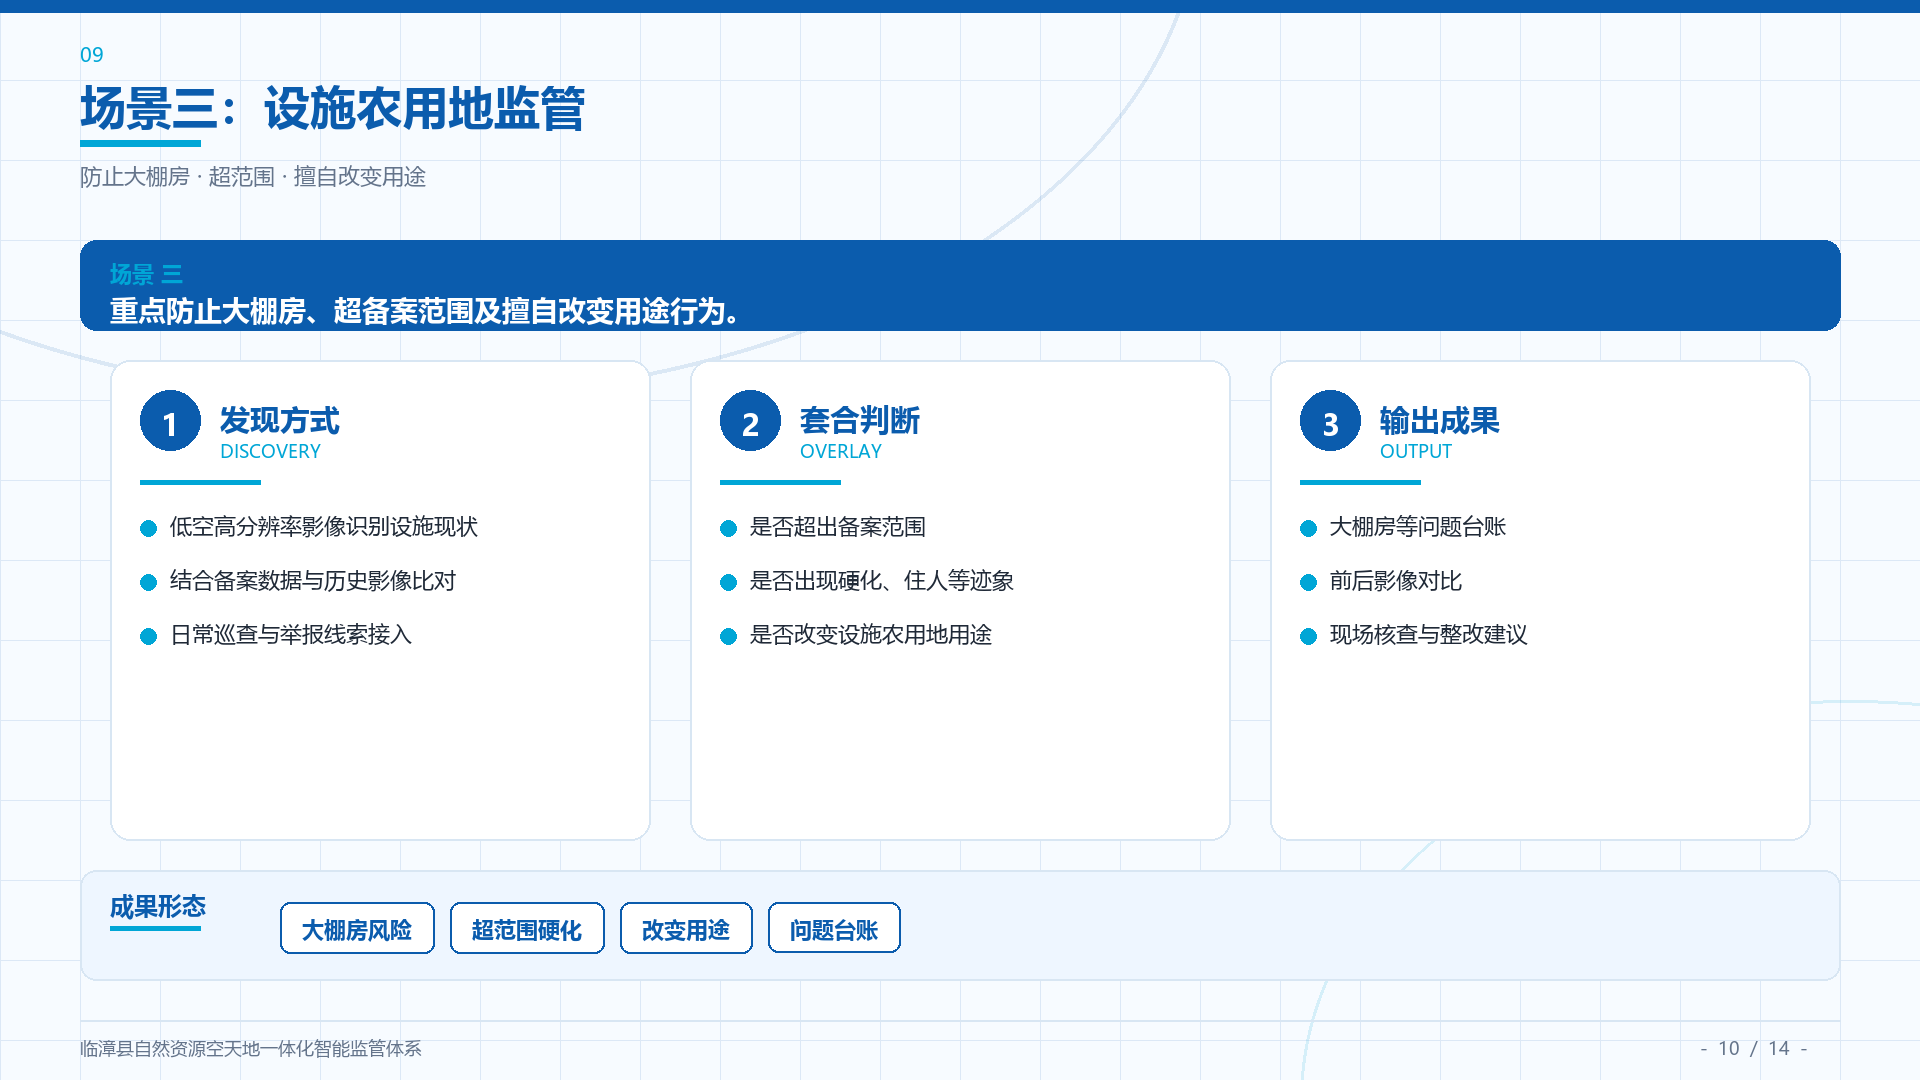 09
场景三：设施农用地监管
防止大棚房 · 超范围 · 擅自改变用途
场景 三
重点防止大棚房、超备案范围及擅自改变用途行为。
1 发现方式
DISCOVERY
低空高分辨率影像识别设施现状
结合备案数据与历史影像比对
日常巡查与举报线索接入
2 套合判断
OVERLAY
是否超出备案范围
是否出现硬化、住人等迹象
是否改变设施农用地用途
3 输出成果
OUTPUT
大棚房等问题台账
前后影像对比
现场核查与整改建议
成果形态
大棚房风险 超范围硬化 改变用途 问题台账
临漳县自然资源空天地一体化智能监管体系
- 10 / 14 -